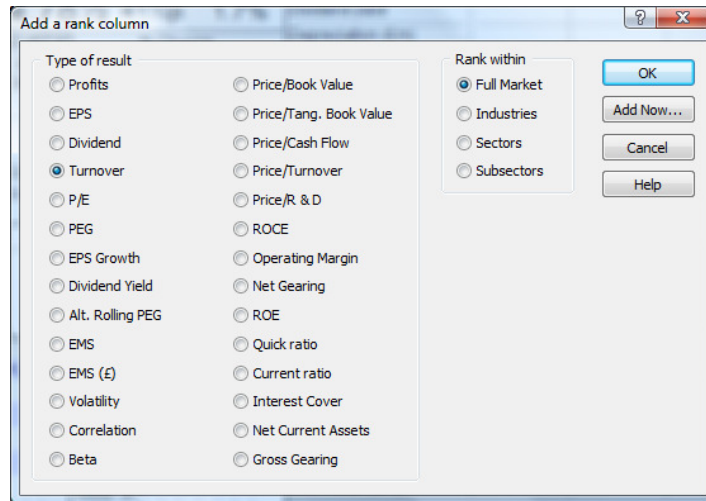 Add a rank column
Type of result
Profits
EPS
Dividend
Turnover
P/E
PEG
EPS Growth
Dividend Yield
Alt. Rolling PEG
EMS
EMS (£)
Volatility
Correlation
Beta
Price/Book Value
Price/Tang. Book Value
Price/Cash Flow
Price/Turnover
Price/R & D
ROCE
Operating Margin
Net Gearing
ROE
Quick ratio
Current ratio
Interest Cover
Net Current Assets
Gross Gearing
Rank within
Full Market
Industries
Sectors
Subsectors
OK
Add Now...
Cancel
Help